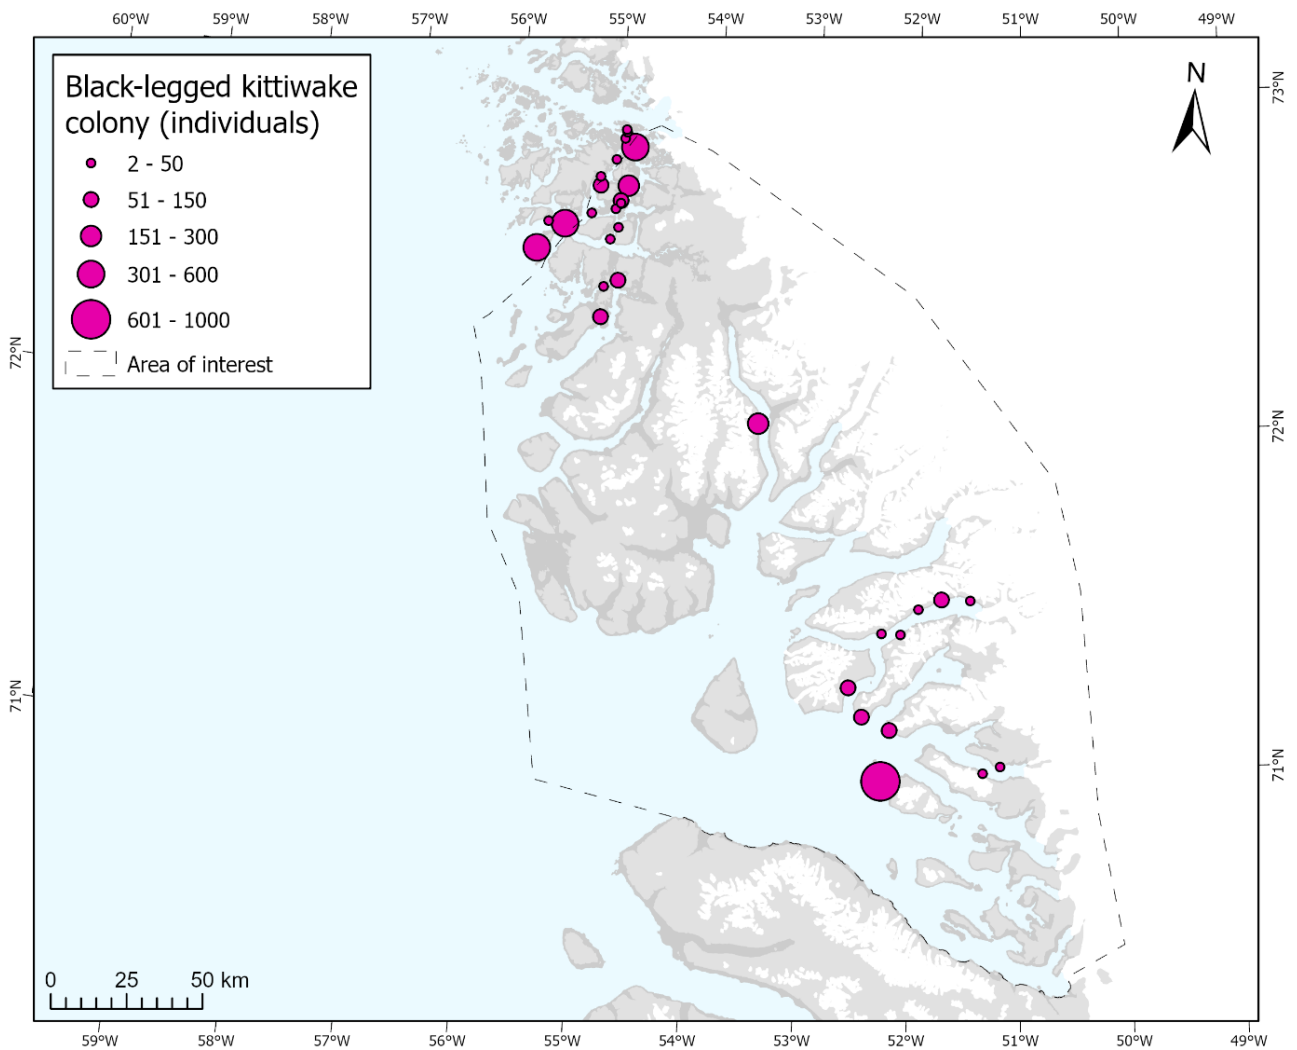 60°W 59°W 58°W 57°W 56°W 55°W 54°W 53°W 52°W 51°W 50°W 49°W
Black-legged kittiwake
colony (individuals)
2 - 50
51 - 150
151 - 300
301 - 600
601 - 1000
Area of interest
N
73°N
72°N
72°N
71°N
71°N
0 25 50 km
59°W 58°W 57°W 56°W 55°W 54°W 53°W 52°W 51°W 50°W 49°W